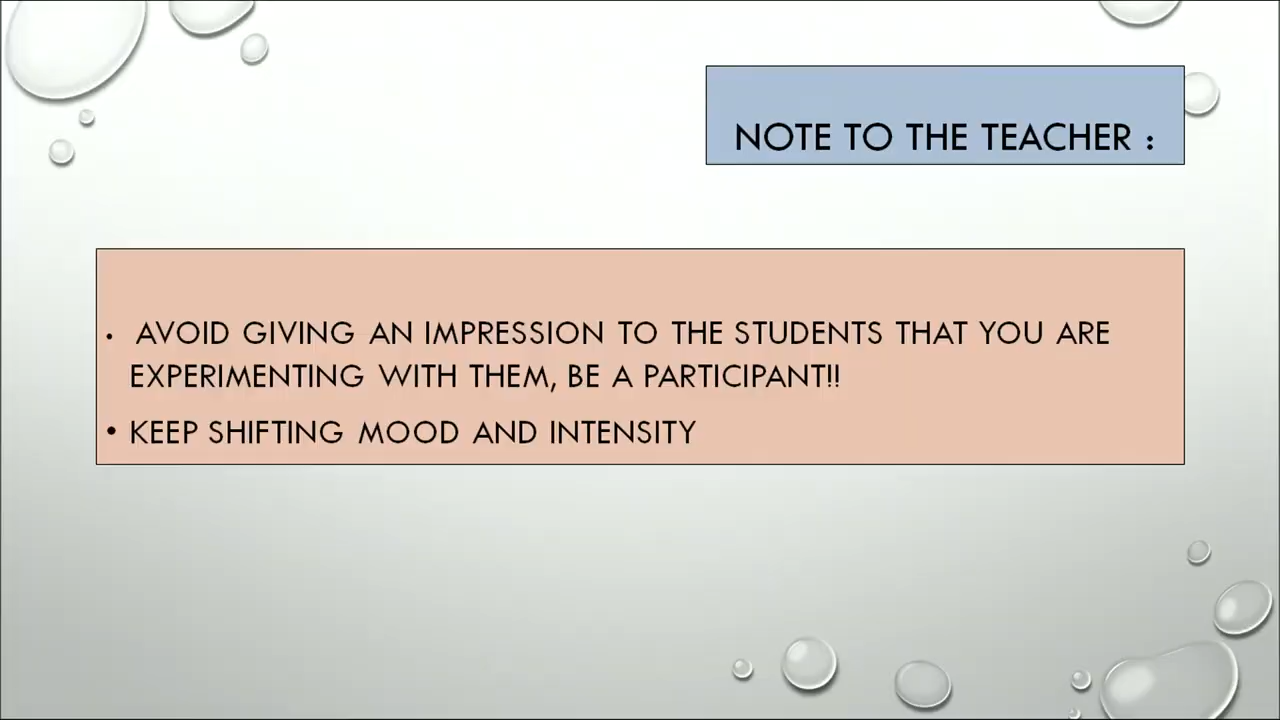 NOTE TO THE TEACHER :
• AVOID GIVING AN IMPRESSION TO THE STUDENTS THAT YOU ARE
EXPERIMENTING WITH THEM, BE A PARTICIPANT!!
• KEEP SHIFTING MOOD AND INTENSITY